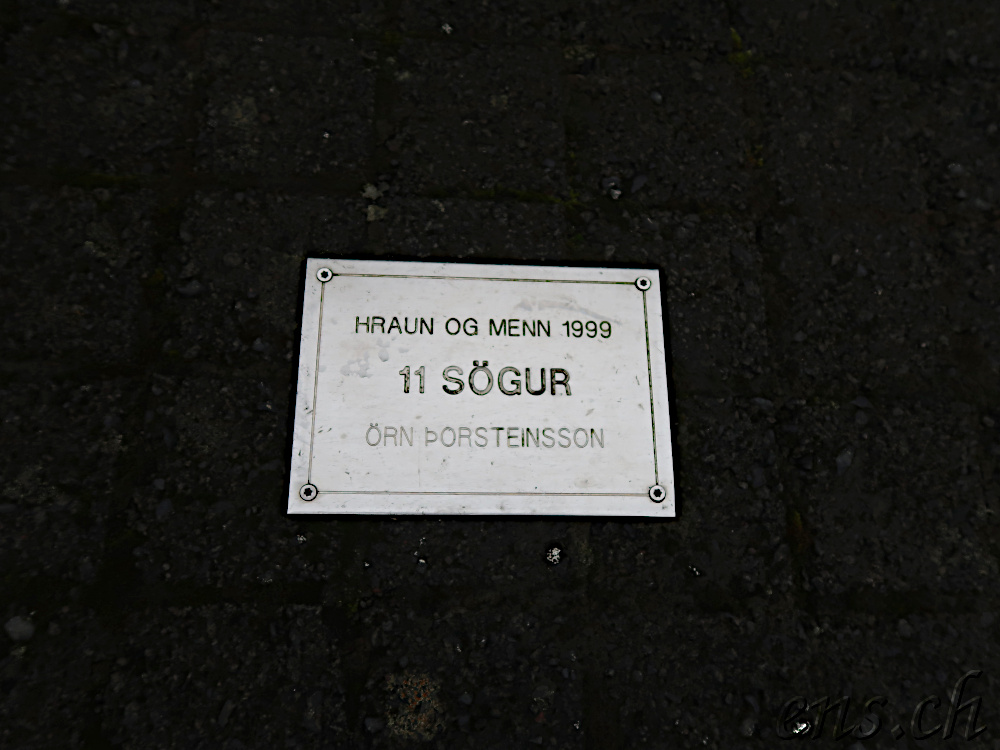 HRAUN OG MENN 1999
11 SÖGUR
ÖRN ÞORSTEINSSON
ens.ch